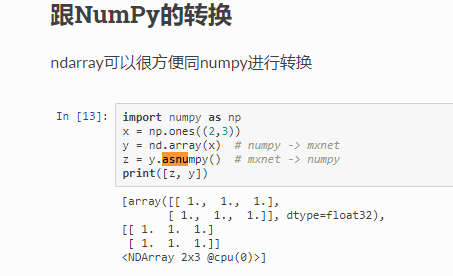 跟NumPy的转换
ndarray可以很方便同numpy进行转换
In [13]:
import numpy as np
x = np.ones((2,3))
y = nd.array(x)  # numpy -> mxnet
z = y.asnumpy()  # mxnet -> numpy
print([z, y])
[array([[ 1.,  1.,  1.],
       [ 1.,  1.,  1.]], dtype=float32),
[[ 1.  1.  1.]
 [ 1.  1.  1.]]
<NDArray 2x3 @cpu(0)>]